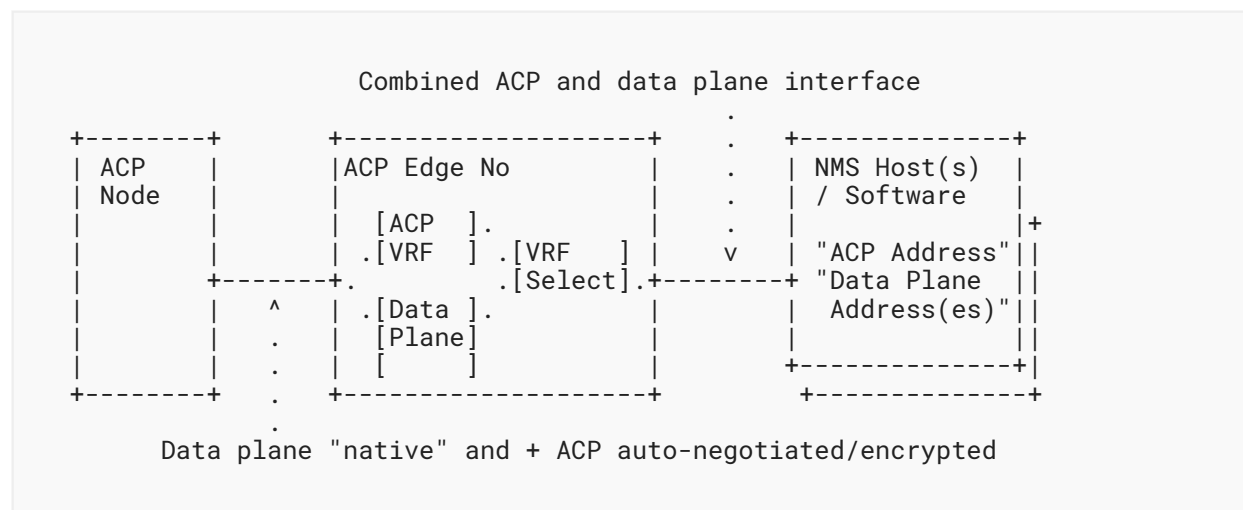 Combined ACP and data plane interface
ACP ACP Edge No NMS Host(s)
Node / Software
[ACP ].
.[VRF ] .[VRF ] v "ACP Address"
. .[Select]. "Data Plane
^ .[Data ]. Address(es)"
[Plane]
[ ]
Data plane "native" and + ACP auto-negotiated/encrypted